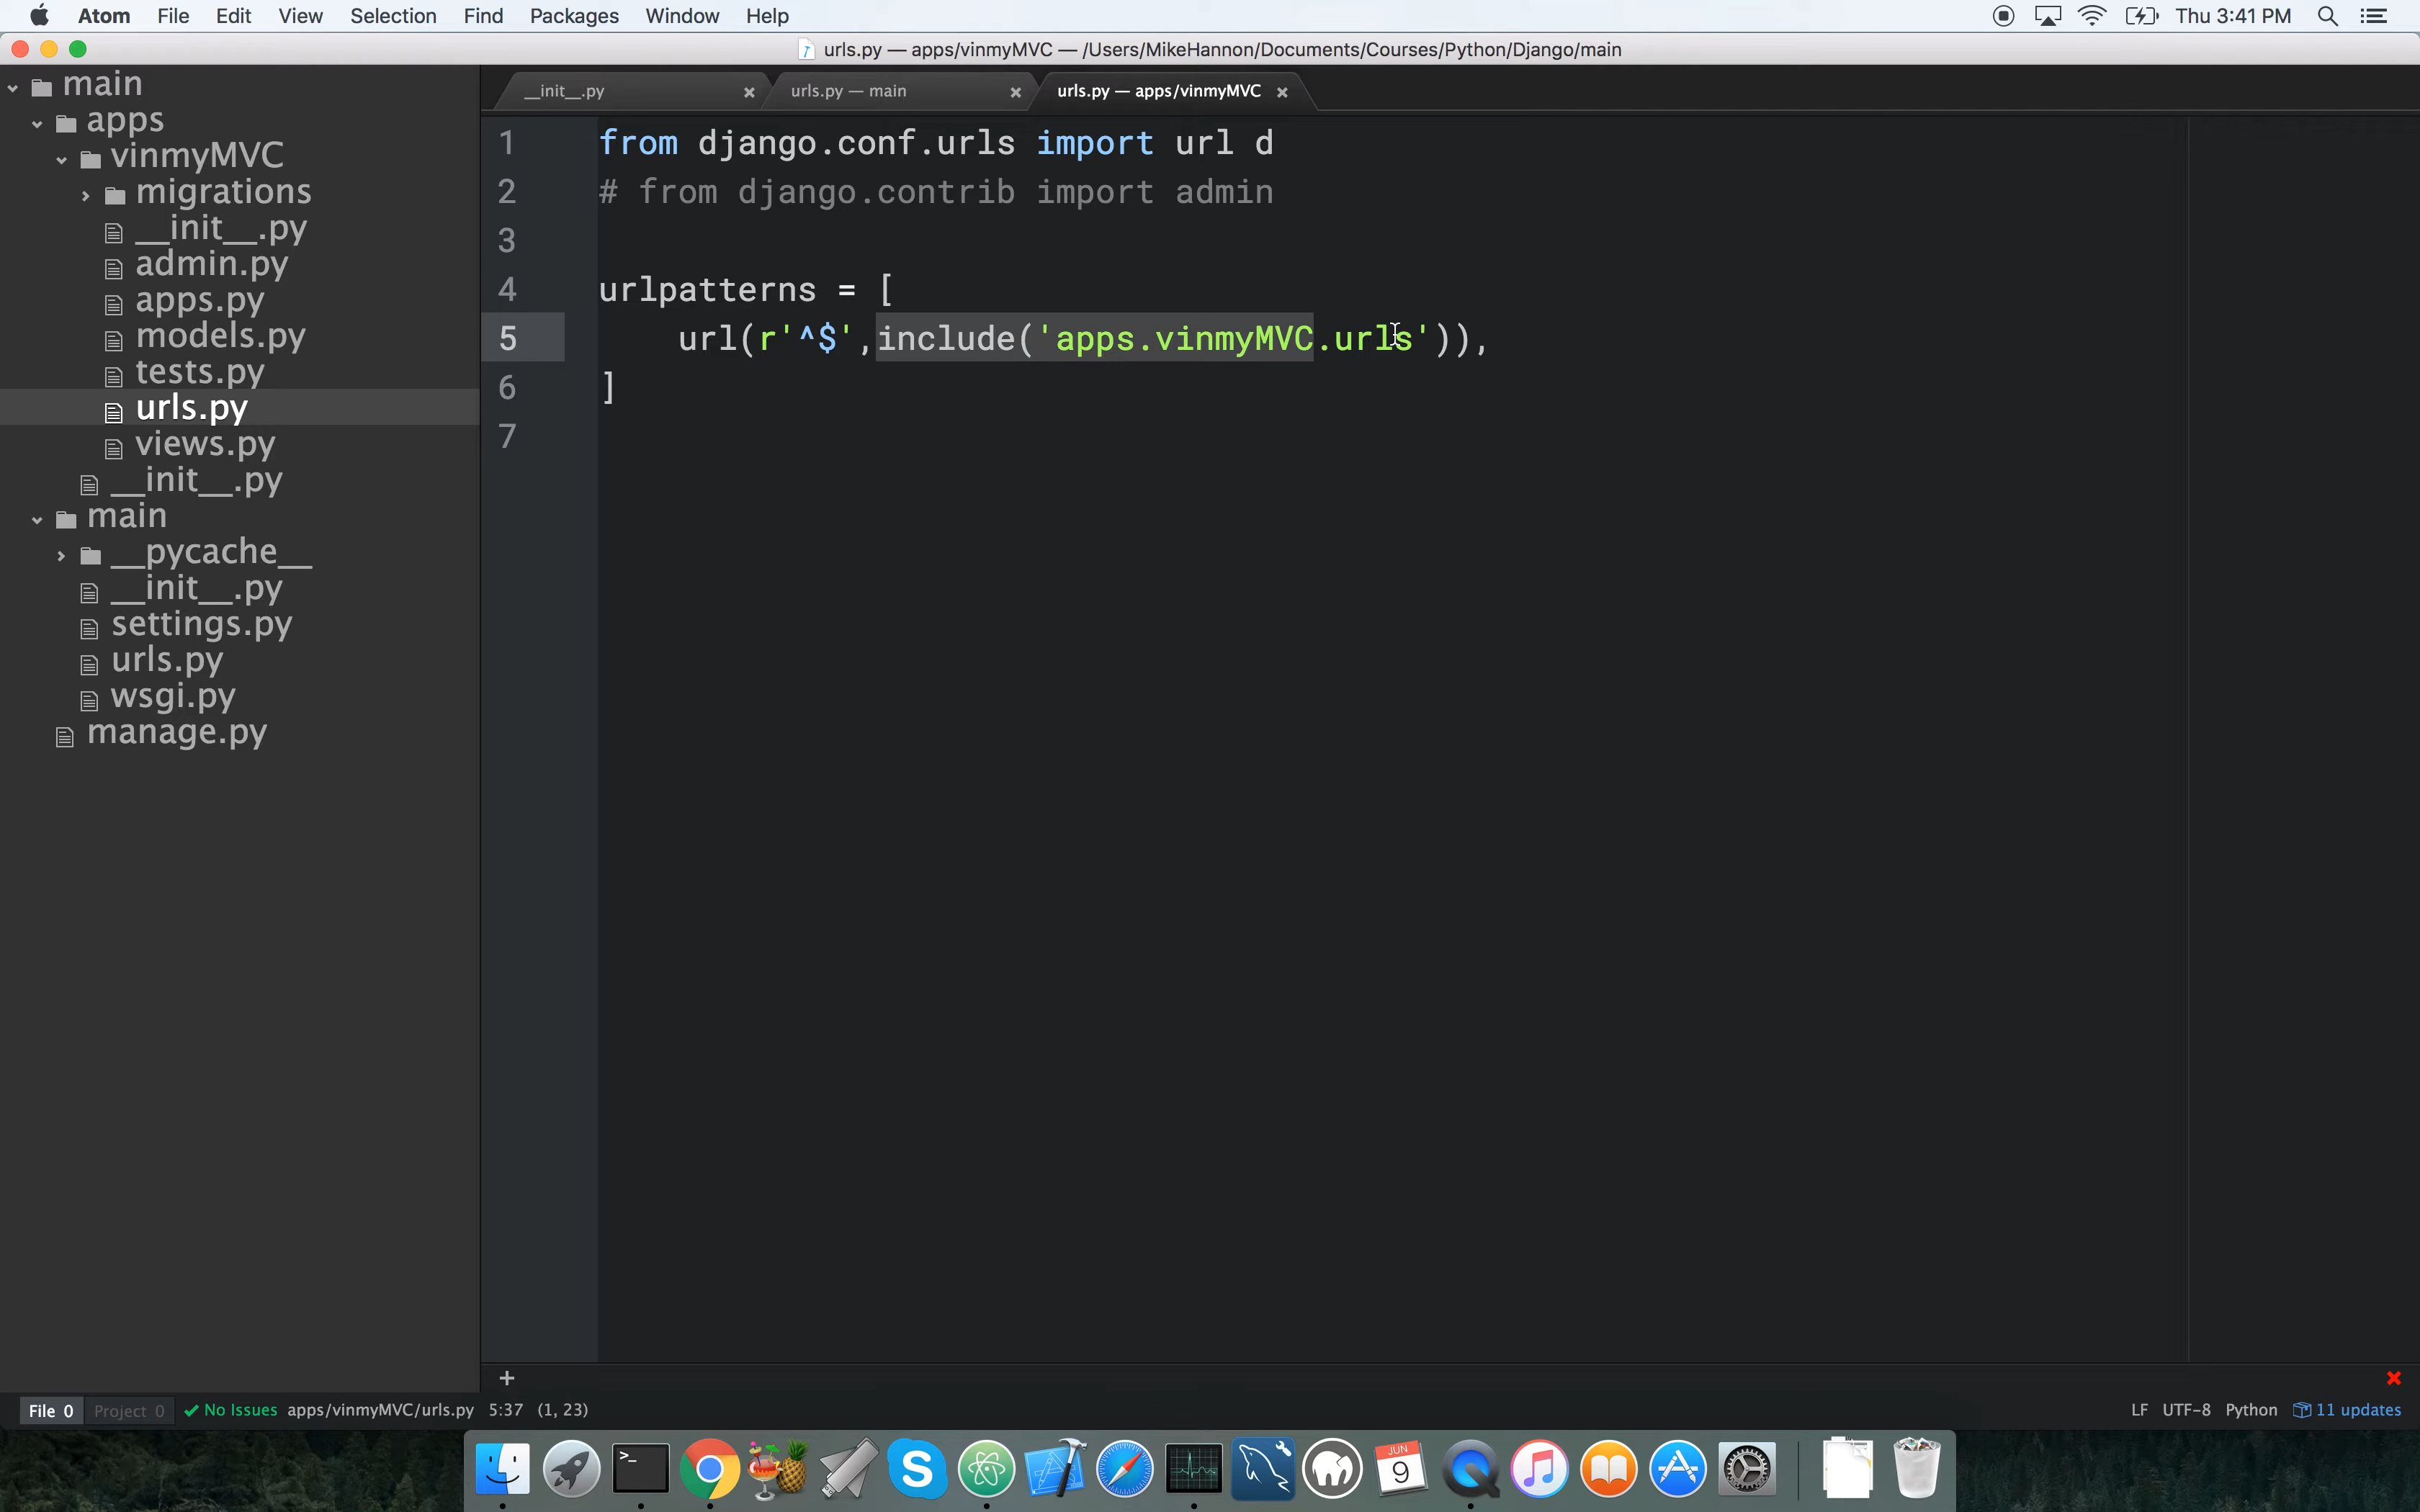 Atom File Edit View Selection Find Packages Window Help Thu 3:41 PM
urls.py — apps/vinmyMVC — /Users/MikeHannon/Documents/Courses/Python/Django/main
main
apps
vinmyMVC
migrations
__init__.py
admin.py
apps.py
models.py
tests.py
urls.py
views.py
__init__.py
main
__pycache__
__init__.py
settings.py
urls.py
wsgi.py
manage.py
__init__.py urls.py — main urls.py — apps/vinmyMVC
1 from django.conf.urls import url d
2 # from django.contrib import admin
3
4 urlpatterns = [
5 url(r'^$',include('apps.vinmyMVC.urls')),
6 ]
7
+
File 0 Project 0 No Issues apps/vinmyMVC/urls.py 5:37 (1, 23) LF UTF-8 Python 11 updates
>_
S
JUN
9